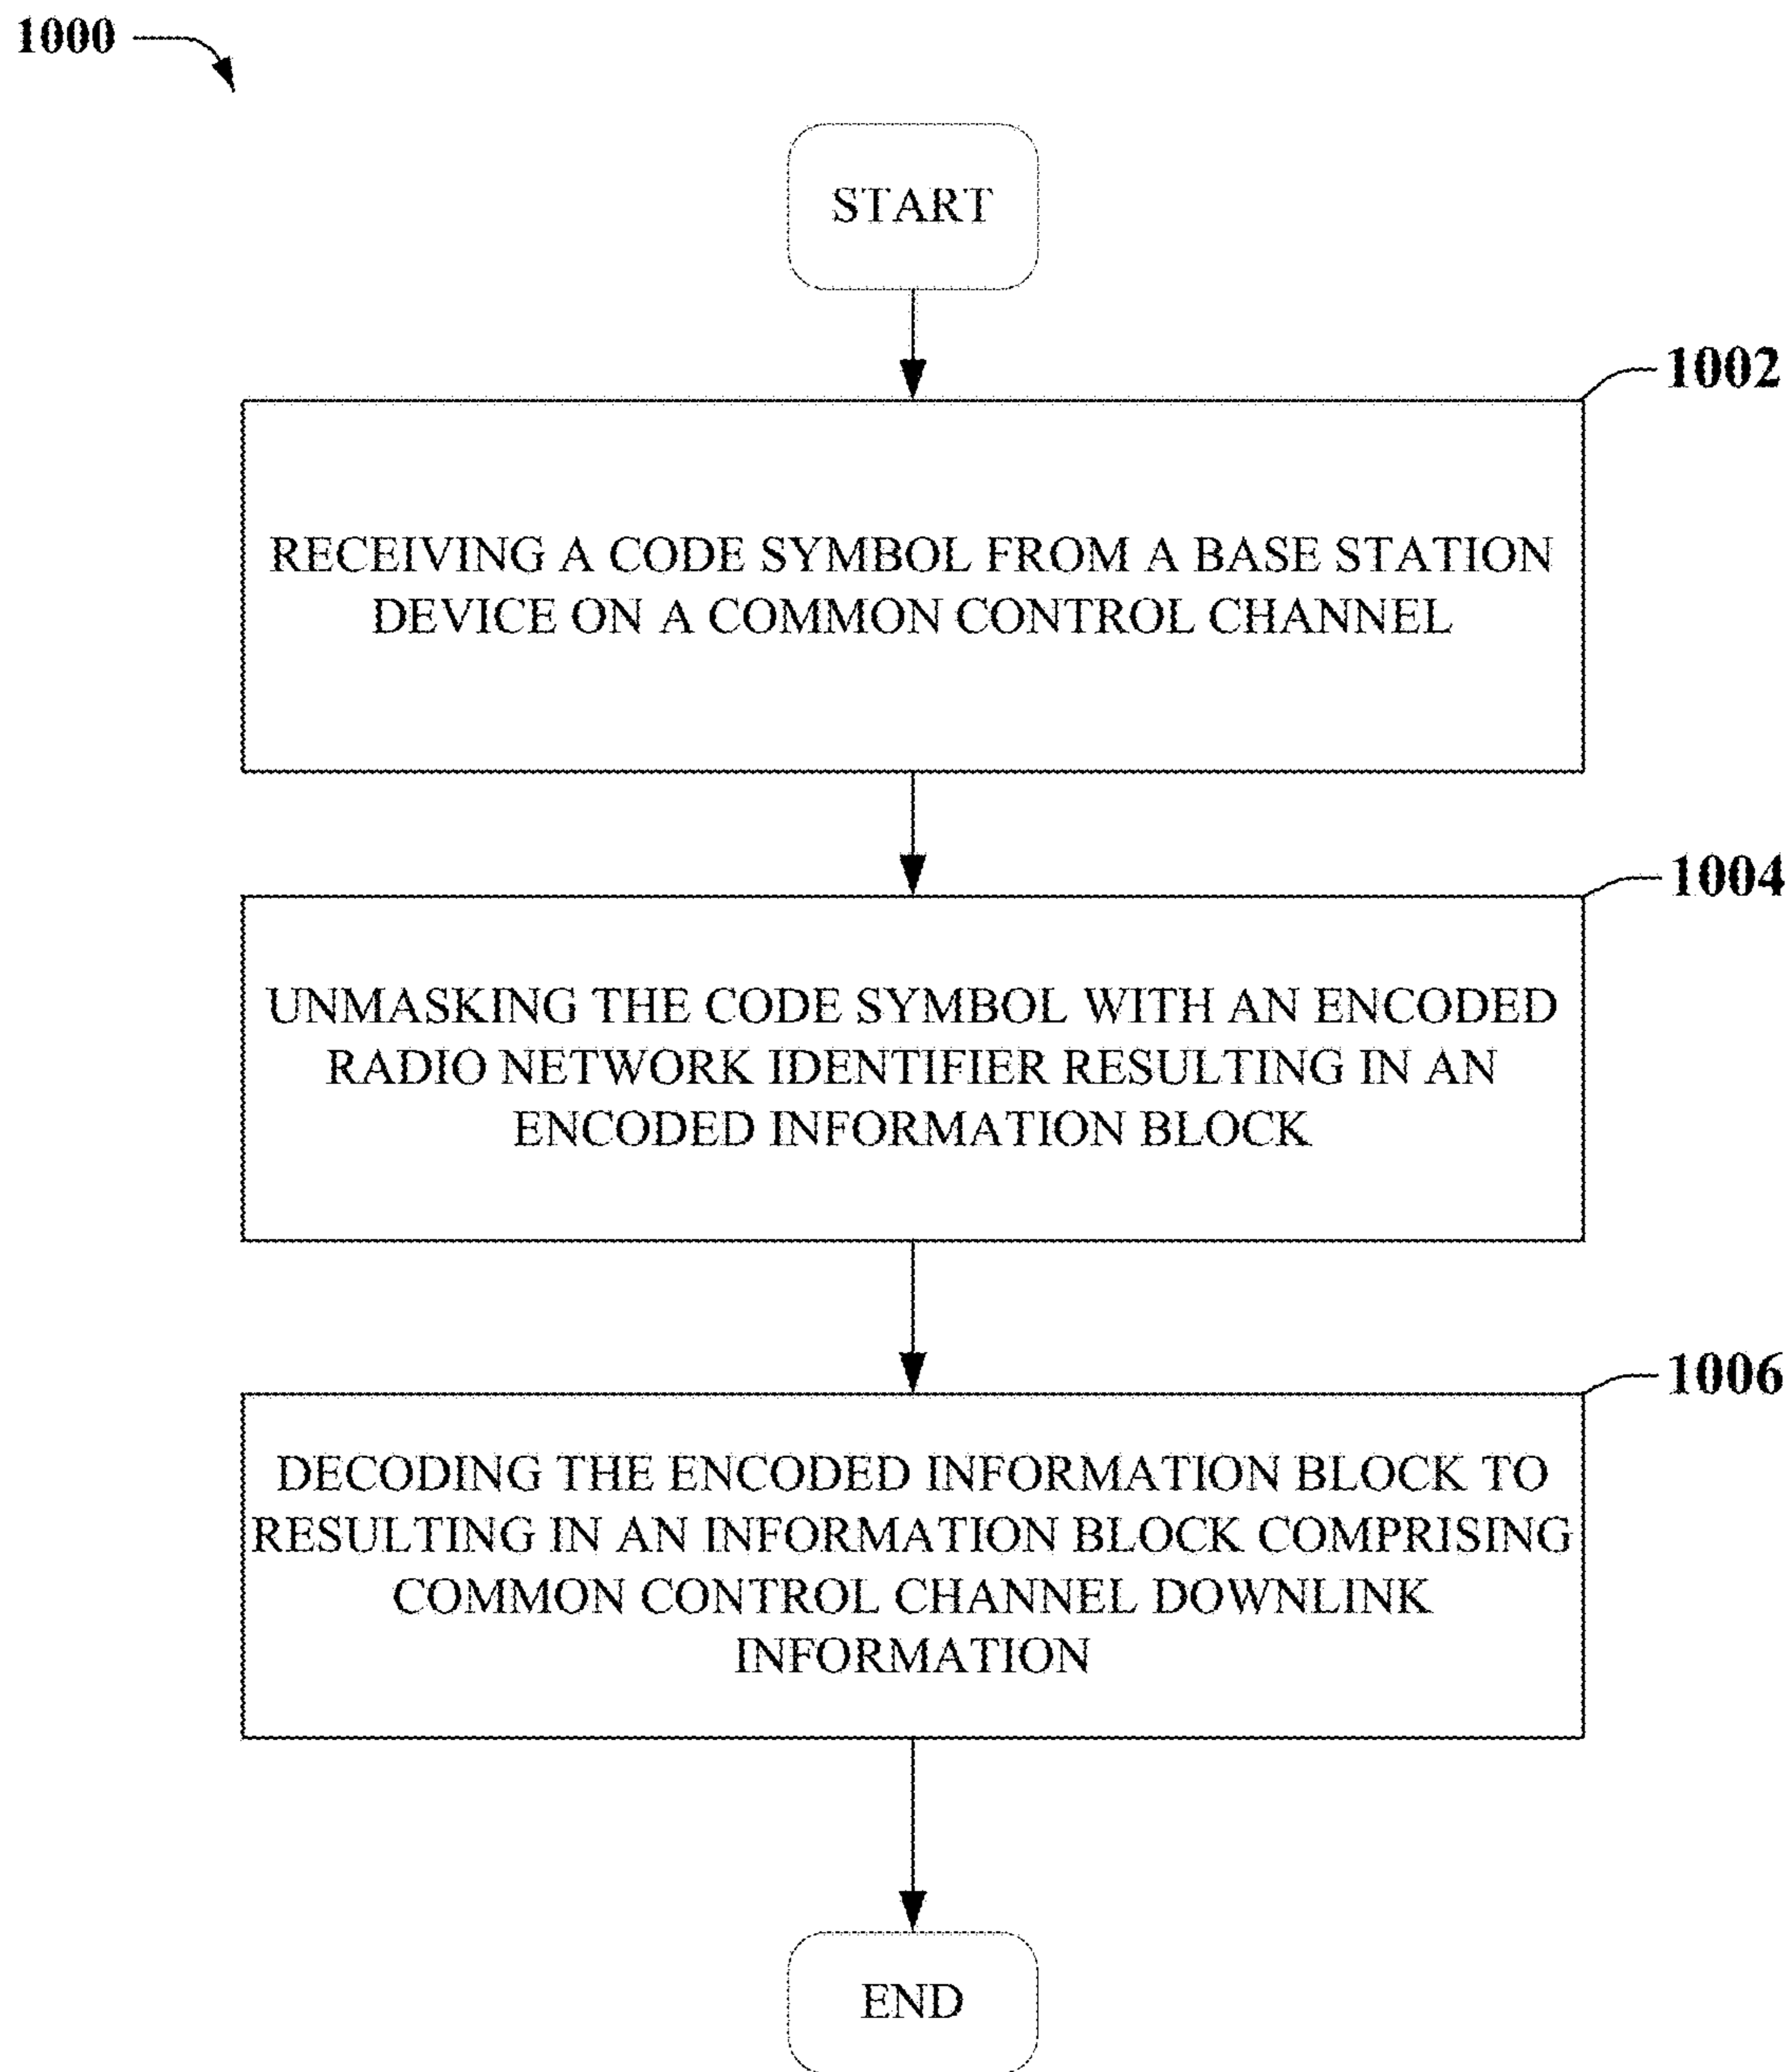 1000
START
1002
RECEIVING A CODE SYMBOL FROM A BASE STATION
DEVICE ON A COMMON CONTROL CHANNEL
1004
UNMASKING THE CODE SYMBOL WITH AN ENCODED
RADIO NETWORK IDENTIFIER RESULTING IN AN
ENCODED INFORMATION BLOCK
1006
DECODING THE ENCODED INFORMATION BLOCK TO
RESULTING IN AN INFORMATION BLOCK COMPRISING
COMMON CONTROL CHANNEL DOWNLINK
INFORMATION
END